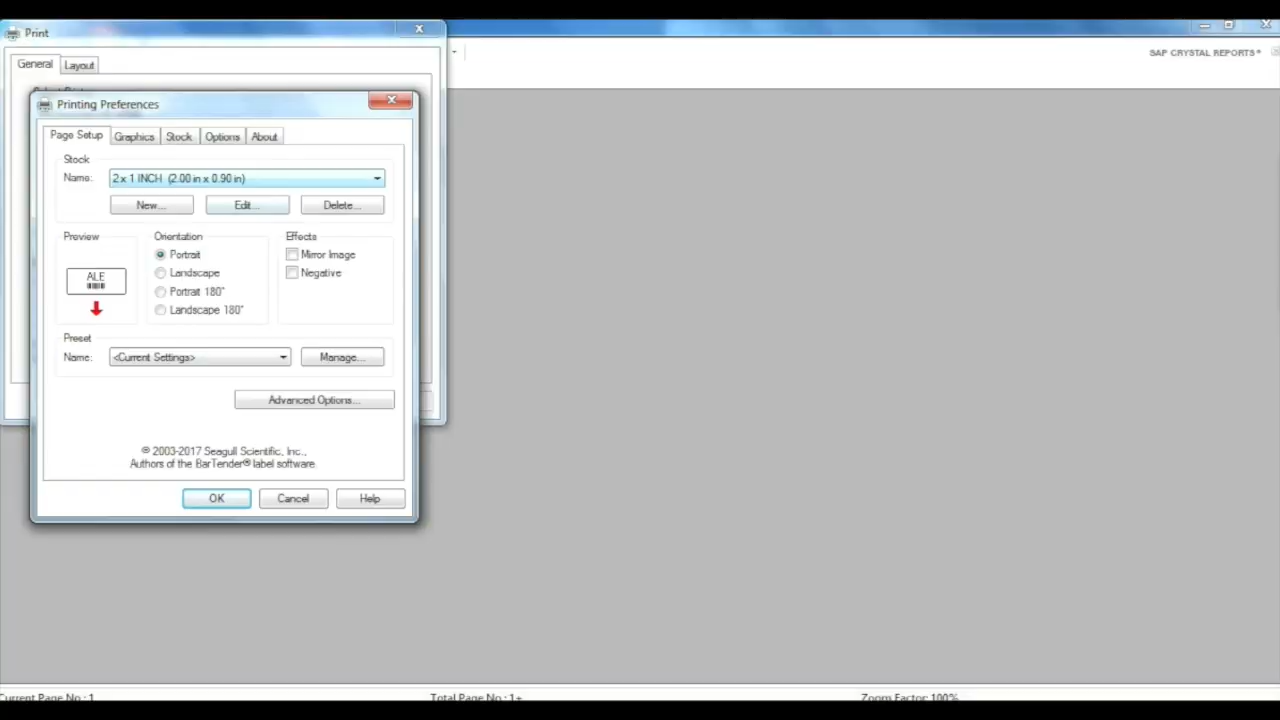 Print
General Layout
SAP CRYSTAL REPORTS®
Printing Preferences
Page Setup Graphics Stock Options About
Stock
Name: 2 x 1 INCH (2.00 in x 0.90 in)
New... Edit... Delete...
Preview Orientation Effects
Portrait Mirror Image
ALE Landscape Negative
Portrait 180°
Landscape 180°
Preset
Name: <Current Settings> Manage...
Advanced Options...
© 2003-2017 Seagull Scientific, Inc.,
Authors of the BarTender® label software.
OK Cancel Help
Current Page No.: 1 Total Page No.: 1+ Zoom Factor: 100%